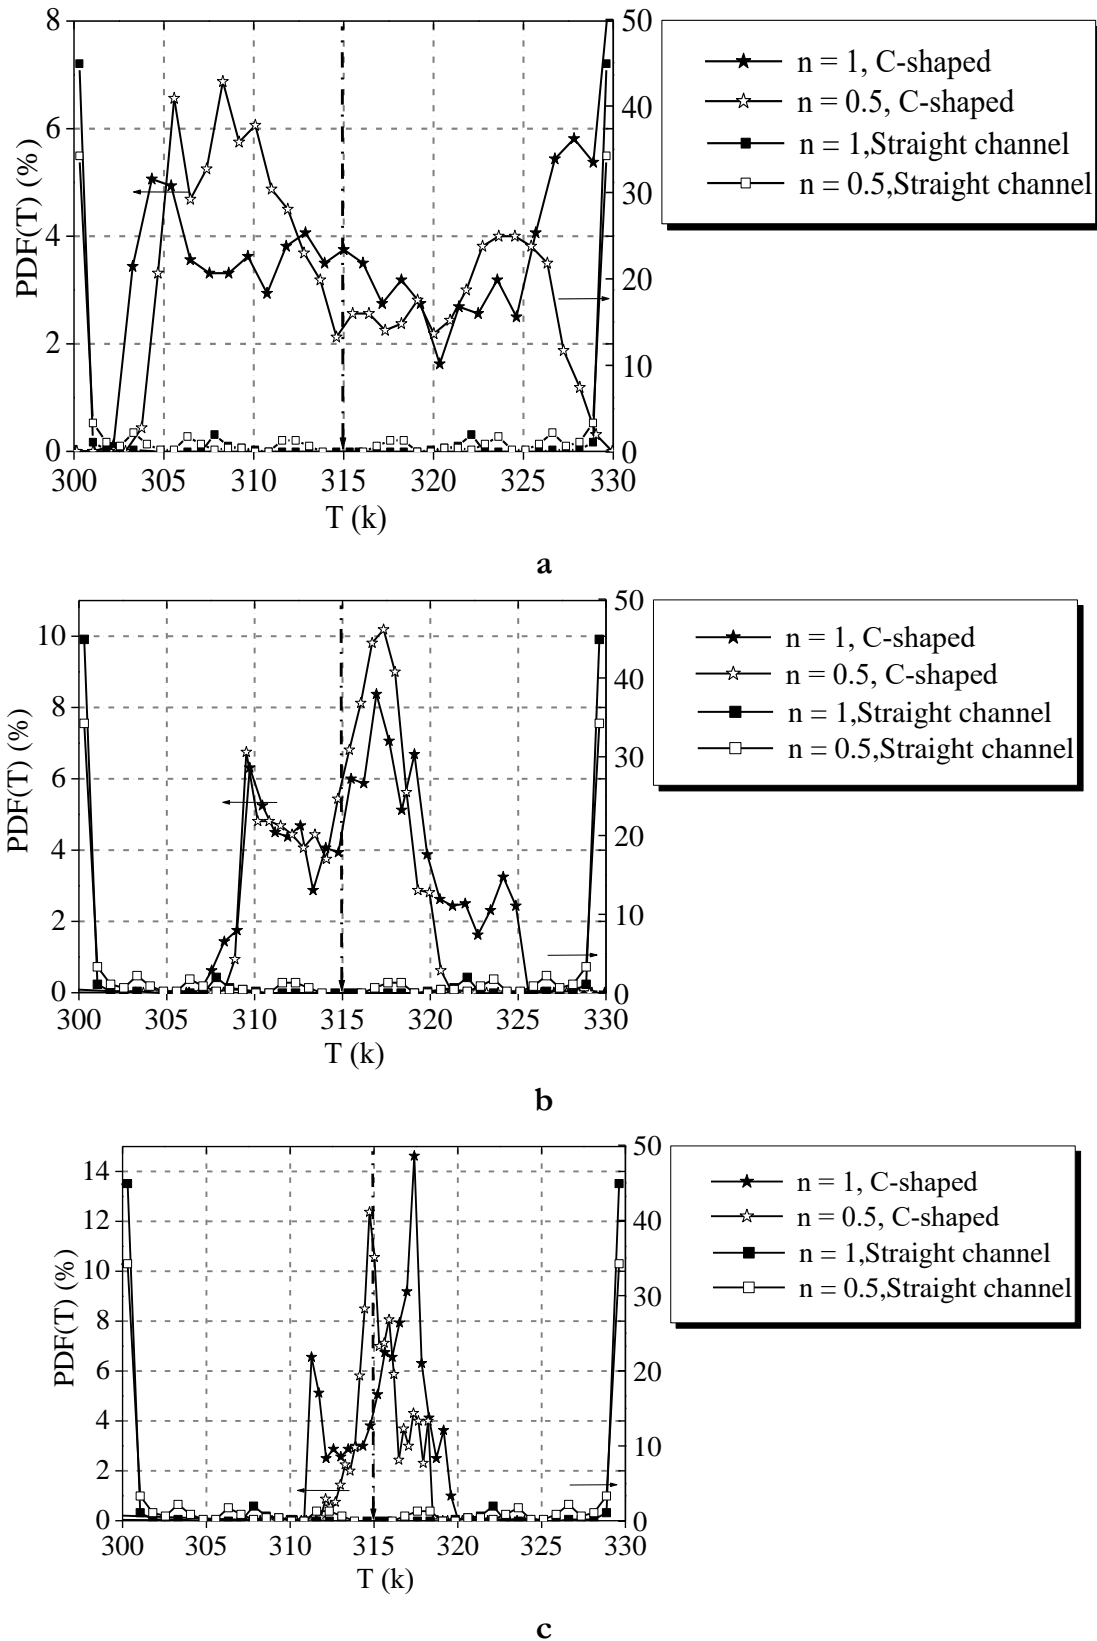 8
6
4
2
0
PDF(T) (%)
50
40
30
20
10
0
300
305
310
315
320
325
330
T (k)
n = 1, C-shaped
n = 0.5, C-shaped
n = 1,Straight channel
n = 0.5,Straight channel
a
10
8
6
4
2
0
PDF(T) (%)
50
40
30
20
10
0
300
305
310
315
320
325
330
T (k)
n = 1, C-shaped
n = 0.5, C-shaped
n = 1,Straight channel
n = 0.5,Straight channel
b
14
12
10
8
6
4
2
0
PDF(T) (%)
50
40
30
20
10
0
300
305
310
315
320
325
330
T (k)
n = 1, C-shaped
n = 0.5, C-shaped
n = 1,Straight channel
n = 0.5,Straight channel
c